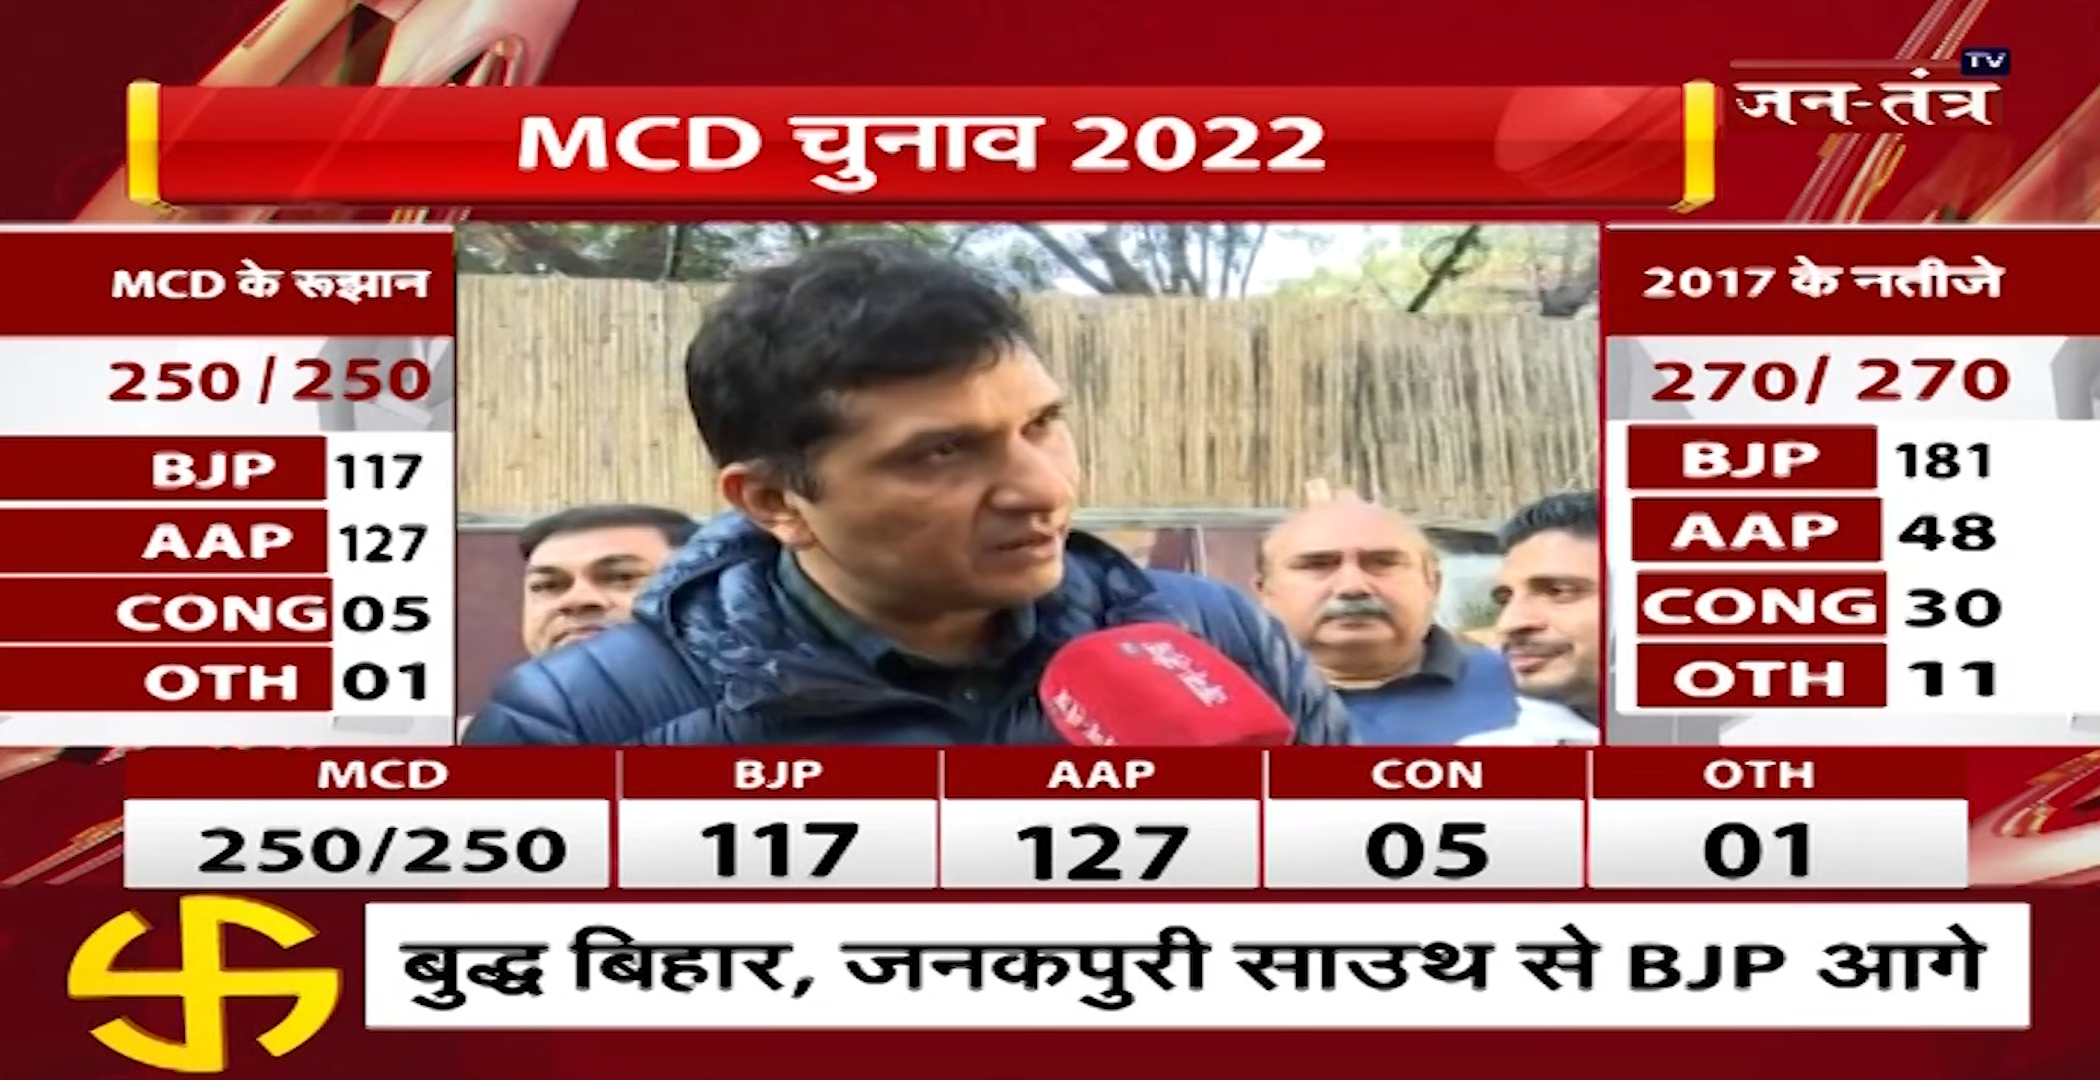 TV
जन-तंत्र
MCD चुनाव 2022
MCD के रूझान
250 / 250
BJP 117
AAP 127
CONG 05
OTH 01
2017 के नतीजे
270/ 270
BJP 181
AAP 48
CONG 30
OTH 11
MCD BJP AAP CON OTH
250/250 117 127 05 01
बुद्ध बिहार, जनकपुरी साउथ से BJP आगे